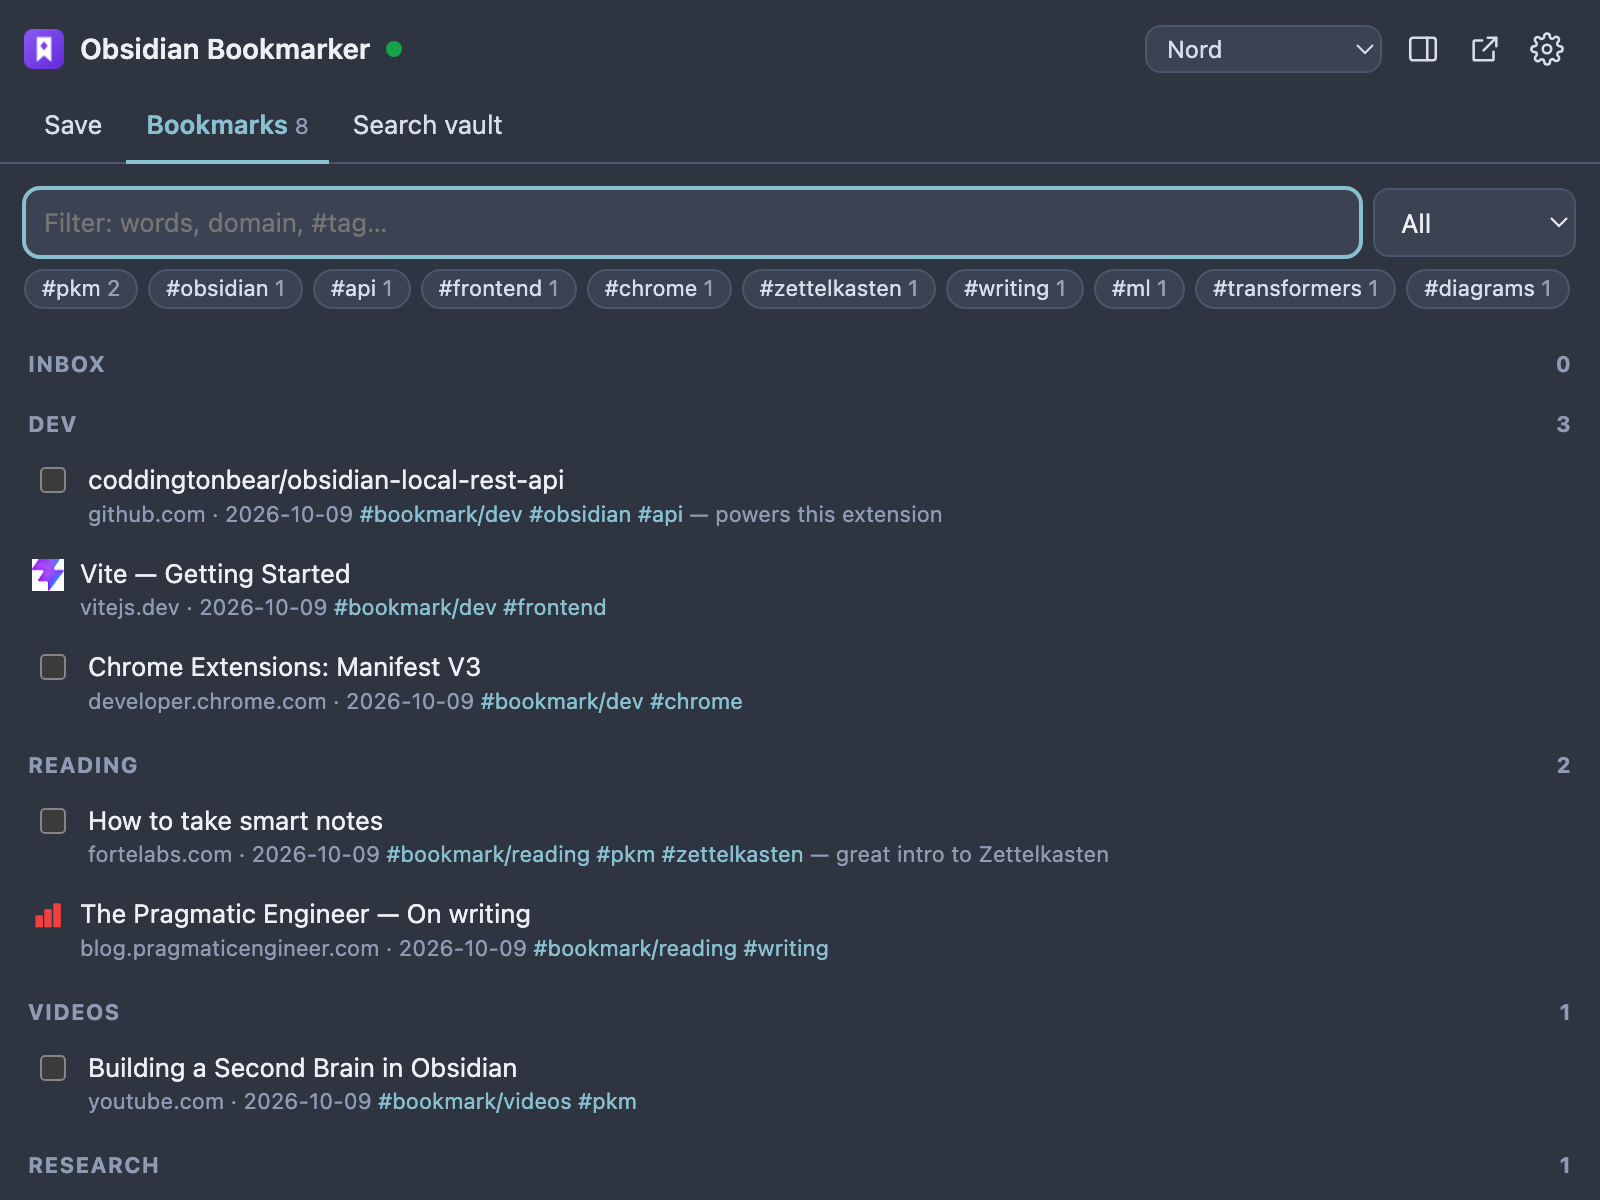 Obsidian Bookmarker
Nord
Save
Bookmarks 8
Search vault
Filter: words, domain, #tag...
All
#pkm 2 #obsidian 1 #api 1 #frontend 1 #chrome 1 #zettelkasten 1 #writing 1 #ml 1 #transformers 1 #diagrams 1
INBOX 0
DEV 3
coddingtonbear/obsidian-local-rest-api
github.com · 2026-10-09 #bookmark/dev #obsidian #api — powers this extension
Vite — Getting Started
vitejs.dev · 2026-10-09 #bookmark/dev #frontend
Chrome Extensions: Manifest V3
developer.chrome.com · 2026-10-09 #bookmark/dev #chrome
READING 2
How to take smart notes
fortelabs.com · 2026-10-09 #bookmark/reading #pkm #zettelkasten — great intro to Zettelkasten
The Pragmatic Engineer — On writing
blog.pragmaticengineer.com · 2026-10-09 #bookmark/reading #writing
VIDEOS 1
Building a Second Brain in Obsidian
youtube.com · 2026-10-09 #bookmark/videos #pkm
RESEARCH 1